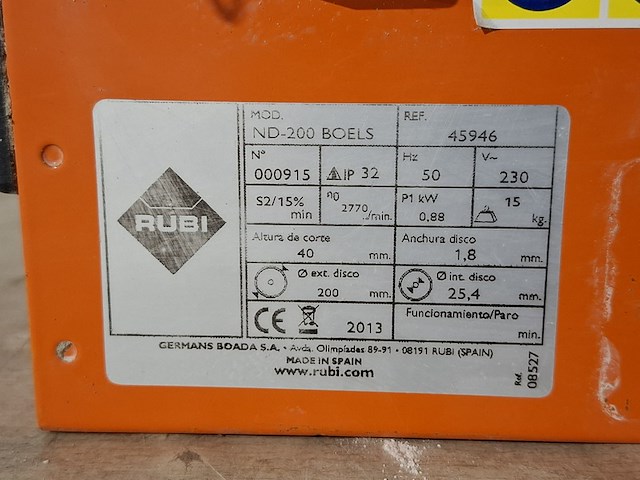 MOD.
ND-200 BOELS
REF.
45946
N°
000915
IP 32
Hz
50
V~
230
S2/15%
min
n0
2770 /min.
P1 kW
0,88
15
kg.
Altura de corte
40 mm.
Anchura disco
1,8 mm.
Ø ext. disco
200 mm.
Ø int. disco
25,4 mm.
CE
2013
Funcionamiento/Paro
min.
RUBI
GERMANS BOADA S.A. • Avda. Olimpíades 89-91 • 08191 RUBI (SPAIN)
MADE IN SPAIN
www.rubi.com
Ref. 08527